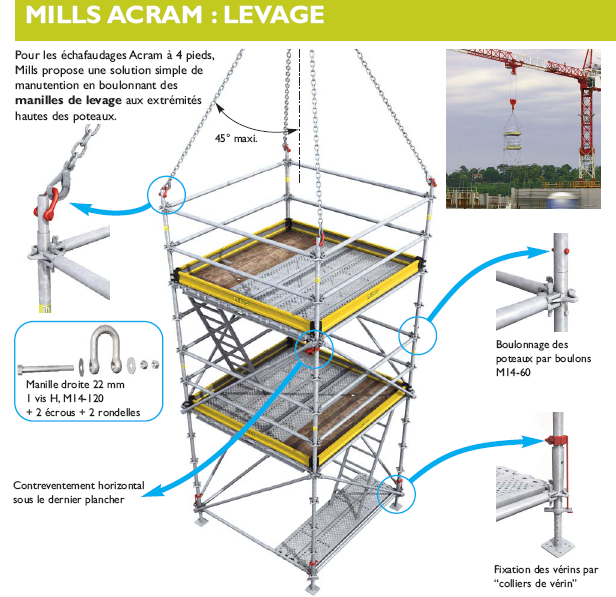 MILLS ACRAM : LEVAGE
Pour les échafaudages Acram à 4 pieds,
Mills propose une solution simple de
manutention en boulonnant des
manilles de levage aux extrémités
hautes des poteaux.
45° maxi.
Boulonnage des
poteaux par boulons
M14-60
Manille droite 22 mm
1 vis H, M14-120
+ 2 écrous + 2 rondelles
Contreventement horizontal
sous le dernier plancher
Fixation des vérins par
“colliers de vérin”